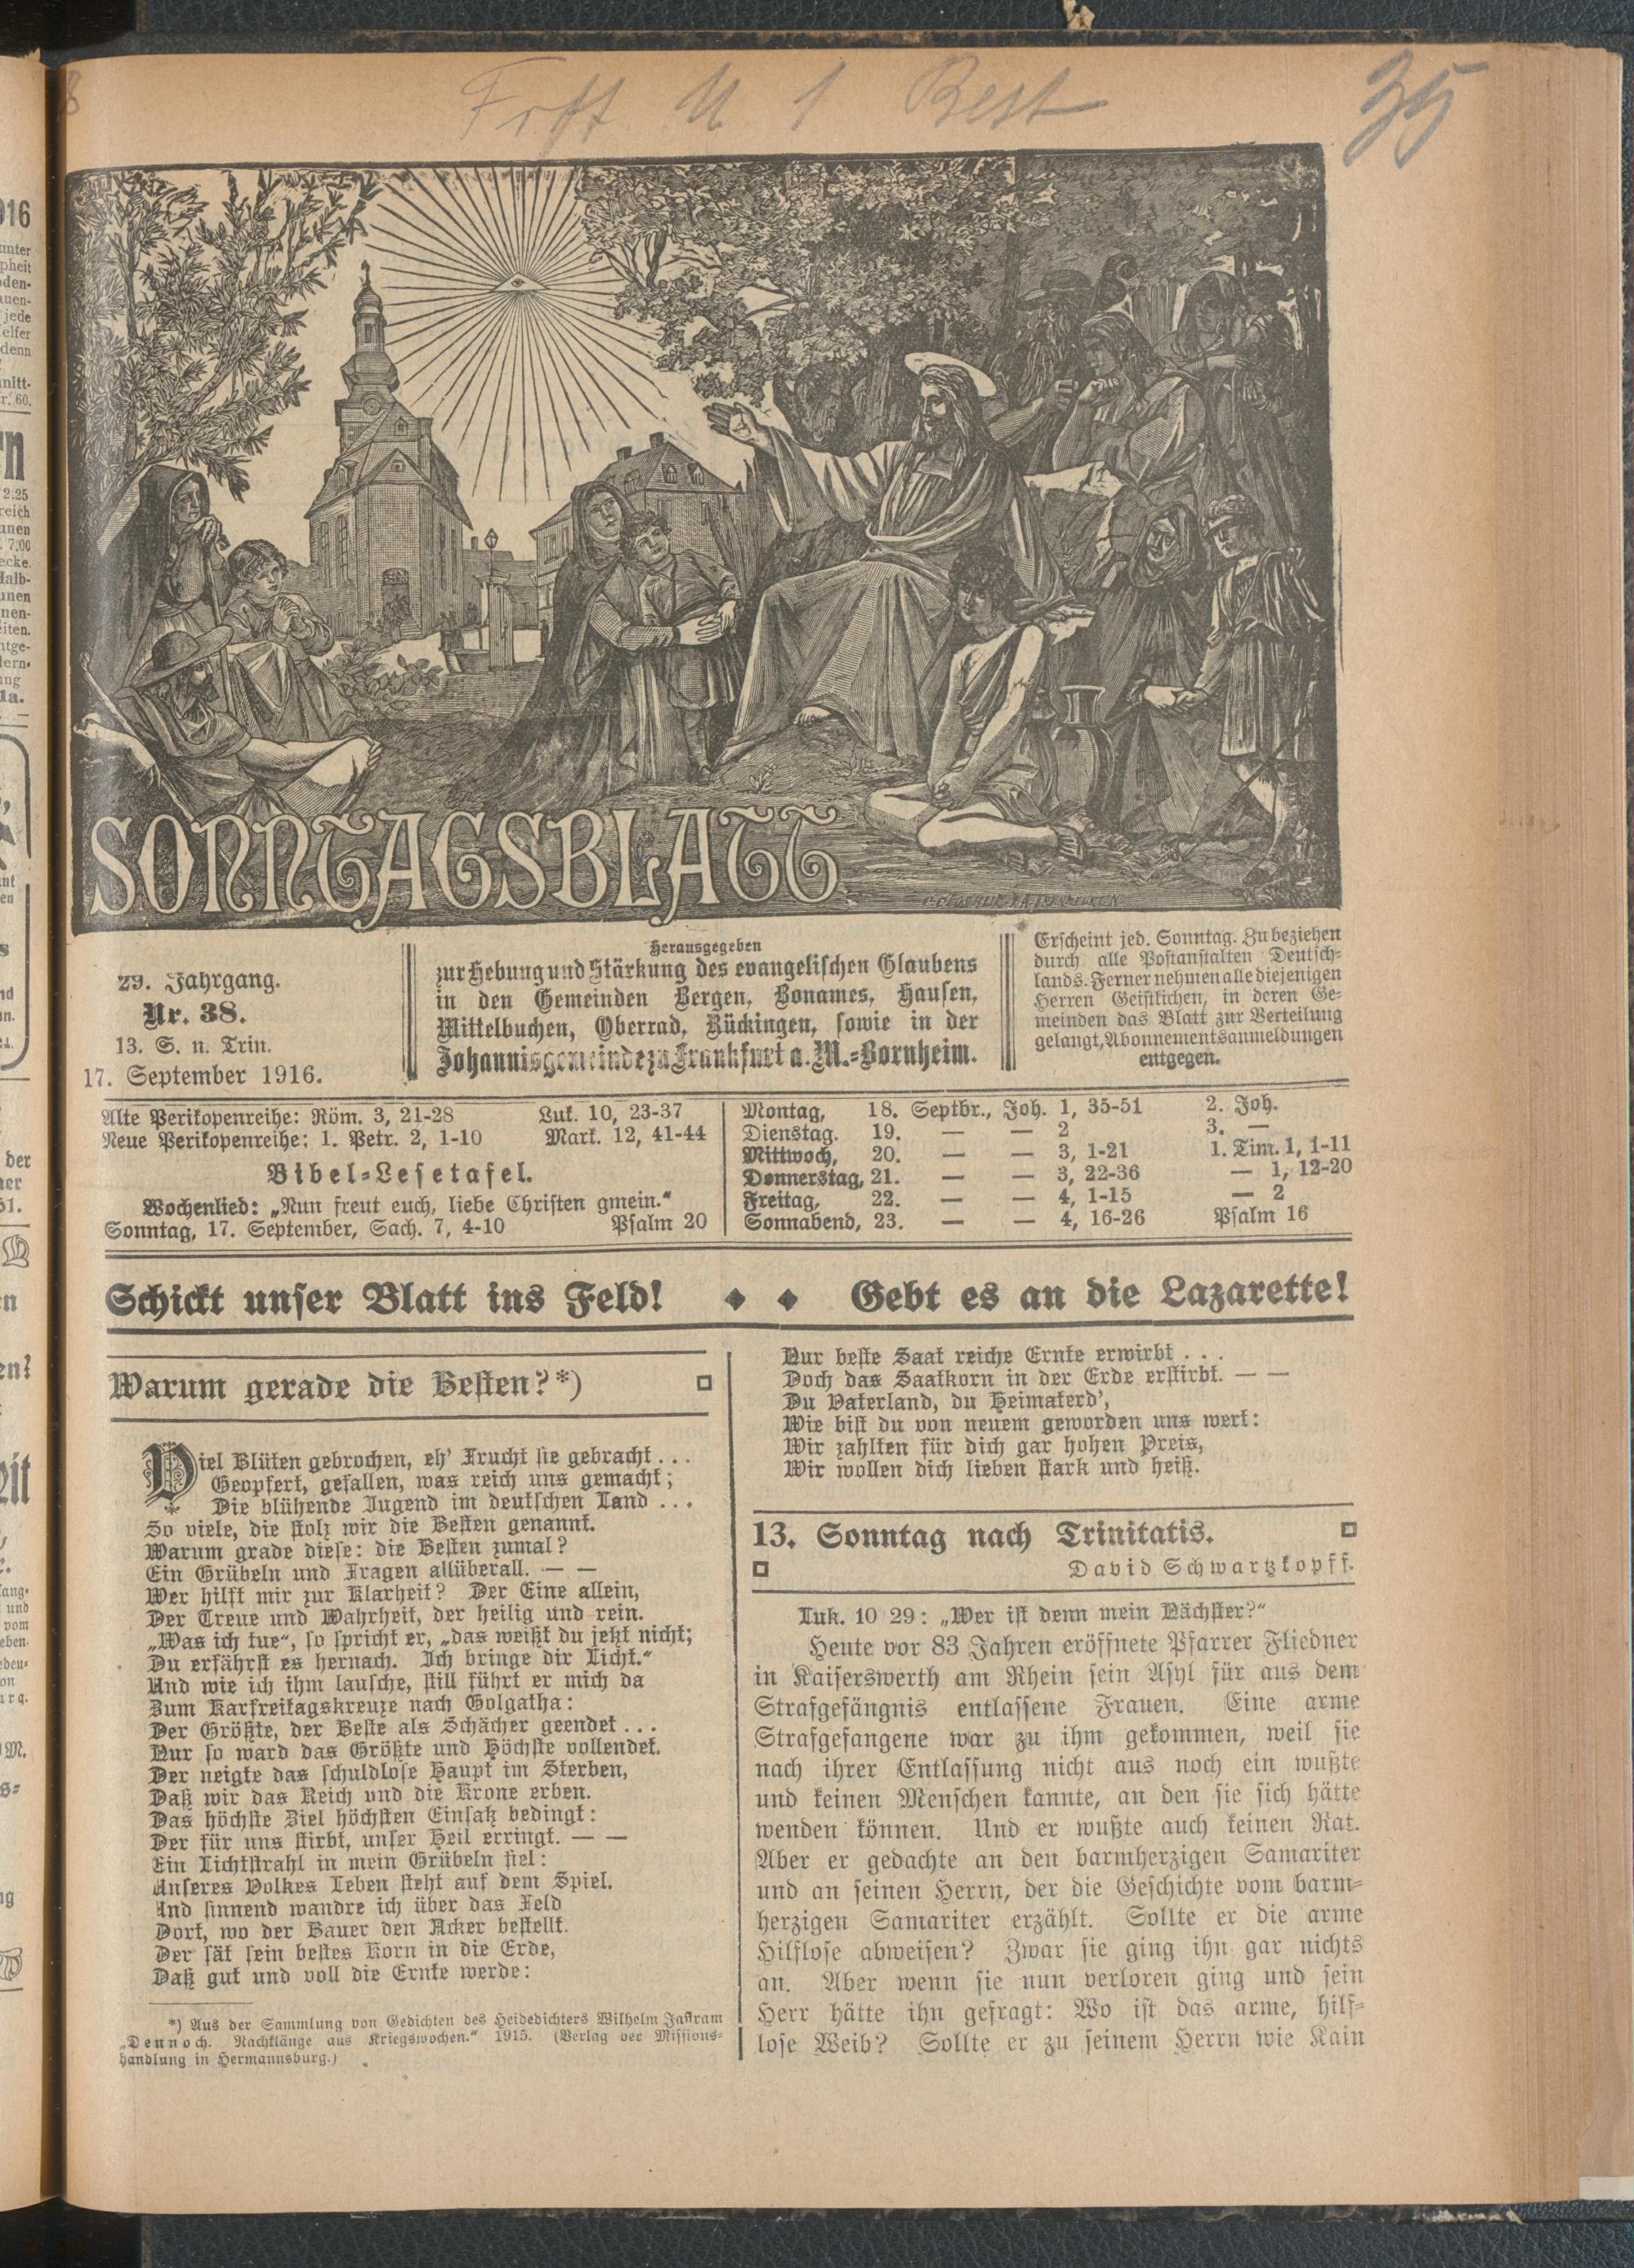 35
SONNTAGSBLATT
29. Jahrgang.
Nr. 38.
13. S. n. Trin.
17. September 1916.
Herausgegeben
zur Hebung und Stärkung des evangelischen Glaubens
in den Gemeinden Bergen, Bonames, Hausen,
Mittelbuchen, Oberrad, Rückingen, sowie in der
Johannisgemeinde zu Frankfurt a. M.-Bornheim.
Erscheint jed. Sonntag. Zu beziehen
durch alle Postanstalten Deutsch-
lands. Ferner nehmen alle diejenigen
Herren Geistlichen, in deren Ge-
meinden das Blatt zur Verteilung
gelangt, Abonnementsanmeldungen
entgegen.
Alte Perikopenreihe: Röm. 3, 21-28 Luk. 10, 23-37
Neue Perikopenreihe: 1. Petr. 2, 1-10 Mark. 12, 41-44
Bibel-Lesetafel.
Wochenlied: „Nun freut euch, liebe Christen gmein.“
Sonntag, 17. September, Sach. 7, 4-10 Psalm 20
Montag, 18. Septbr., Joh. 1, 35-51 2. Joh.
Dienstag. 19. — — 2 3. —
Mittwoch, 20. — — 3, 1-21 1. Tim. 1, 1-11
Donnerstag, 21. — — 3, 22-36 — 1, 12-20
Freitag, 22. — — 4, 1-15 — 2
Sonnabend, 23. — — 4, 16-26 Psalm 16
Schickt unser Blatt ins Feld! ◆ ◆ Gebt es an die Lazarette!
Warum gerade die Besten?*)
Viel Blüten gebrochen, eh' Frucht sie gebracht...
Geopfert, gefallen, was reich uns gemacht;
Die blühende Jugend im deutschen Land ...
So viele, die stolz wir die Besten genannt.
Warum grade diese: die Besten zumal?
Ein Grübeln und Fragen allüberall. — —
Wer hilft mir zur Klarheit? Der Eine allein,
Der Treue und Wahrheit, der heilig und rein.
„Was ich tue“, so spricht er, „das weißt du jetzt nicht;
Du erfährst es hernach. Ich bringe dir Licht.“
Und wie ich ihm lausche, still führt er mich da
Zum Karfreitagskreuze nach Golgatha:
Der Größte, der Beste als Schächer geendet...
Nur so ward das Größte und Höchste vollendet.
Der neigte das schuldlose Haupt im Sterben,
Daß wir das Reich und die Krone erben.
Das höchste Ziel höchsten Einsatz bedingt:
Der für uns stirbt, unser Heil erringt. — —
Ein Lichtstrahl in mein Grübeln fiel:
Unseres Volkes Leben steht auf dem Spiel.
Und sinnend wandre ich über das Feld
Dort, wo der Bauer den Acker bestellt.
Der sät sein bestes Korn in die Erde,
Daß gut und voll die Ernte werde:
*) Aus der Sammlung von Gedichten des Heidedichters Wilhelm Jastram
„Dennoch. Nachklänge aus Kriegswochen.“ 1915. (Verlag der Missions-
handlung in Hermannsburg.)
Nur beste Saat reiche Ernte erwirbt . . .
Doch das Saatkorn in der Erde erstirbt. — —
Du Vaterland, du Heimaterd',
Wie bist du von neuem geworden uns wert:
Wir zahlten für dich gar hohen Preis,
Wir wollen dich lieben stark und heiß.
13. Sonntag nach Trinitatis.
David Schwartzkopff.
Luk. 10 29: „Wer ist denn mein Nächster?“
Heute vor 83 Jahren eröffnete Pfarrer Fliedner
in Kaiserswerth am Rhein sein Asyl für aus dem
Strafgefängnis entlassene Frauen. Eine arme
Strafgefangene war zu ihm gekommen, weil sie
nach ihrer Entlassung nicht aus noch ein wußte
und keinen Menschen kannte, an den sie sich hätte
wenden können. Und er wußte auch keinen Rat.
Aber er gedachte an den barmherzigen Samariter
und an seinen Herrn, der die Geschichte vom barm-
herzigen Samariter erzählt. Sollte er die arme
Hilflose abweisen? Zwar sie ging ihn gar nichts
an. Aber wenn sie nun verloren ging und sein
Herr hätte ihn gefragt: Wo ist das arme, hilf-
lose Weib? Sollte er zu seinem Herrn wie Kain